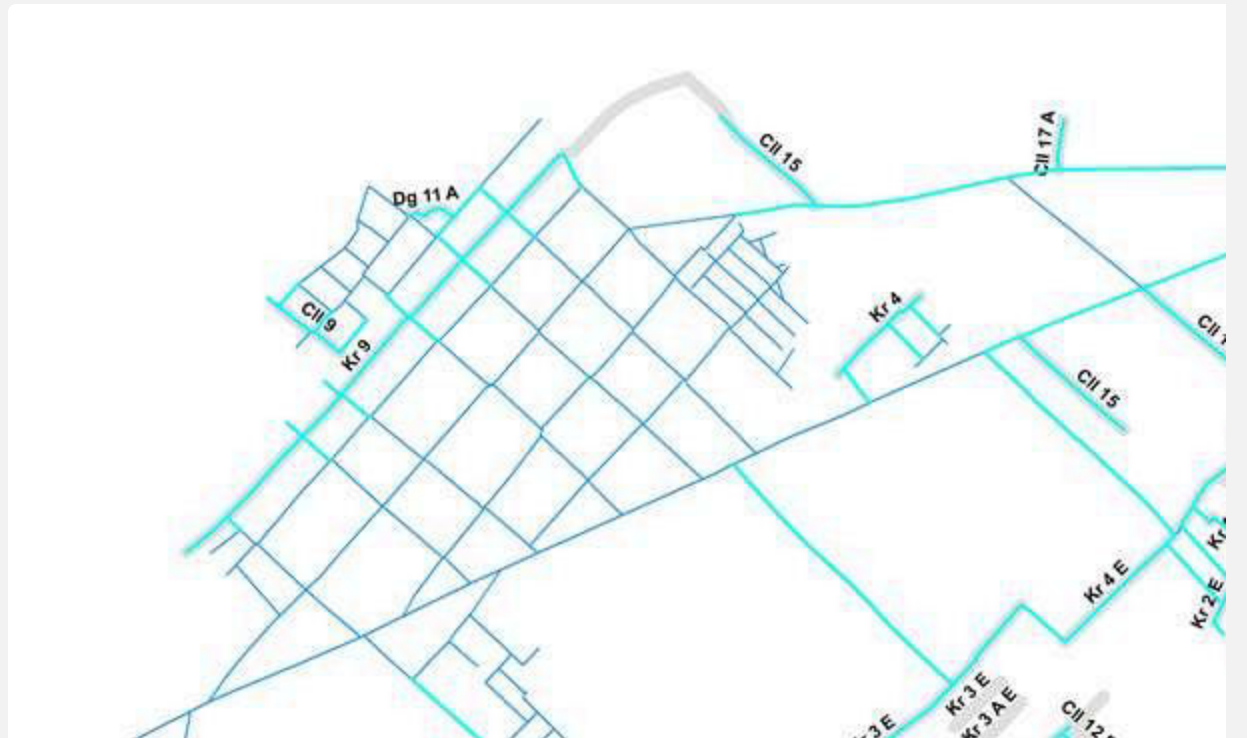 Cll 15
Cll 17 A
Dg 11 A
Kr 4
Cll 9
Kr 9
Cll 15
Kr 4 E
Kr 2 E
Kr 3 E
Kr 3 A E